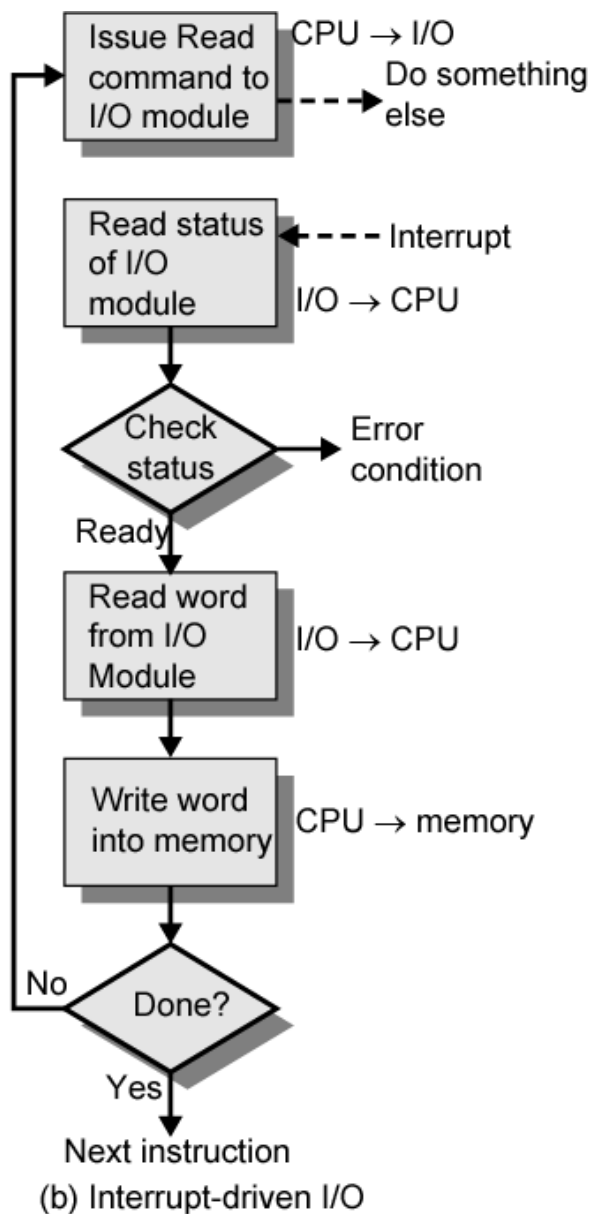 Issue Read
command to
I/O module
CPU → I/O
Do something
else
Read status
of I/O
module
Interrupt
I/O → CPU
Check
status
Error
condition
Ready
Read word
from I/O
Module
I/O → CPU
Write word
into memory
CPU → memory
No
Done?
Yes
Next instruction
(b) Interrupt-driven I/O